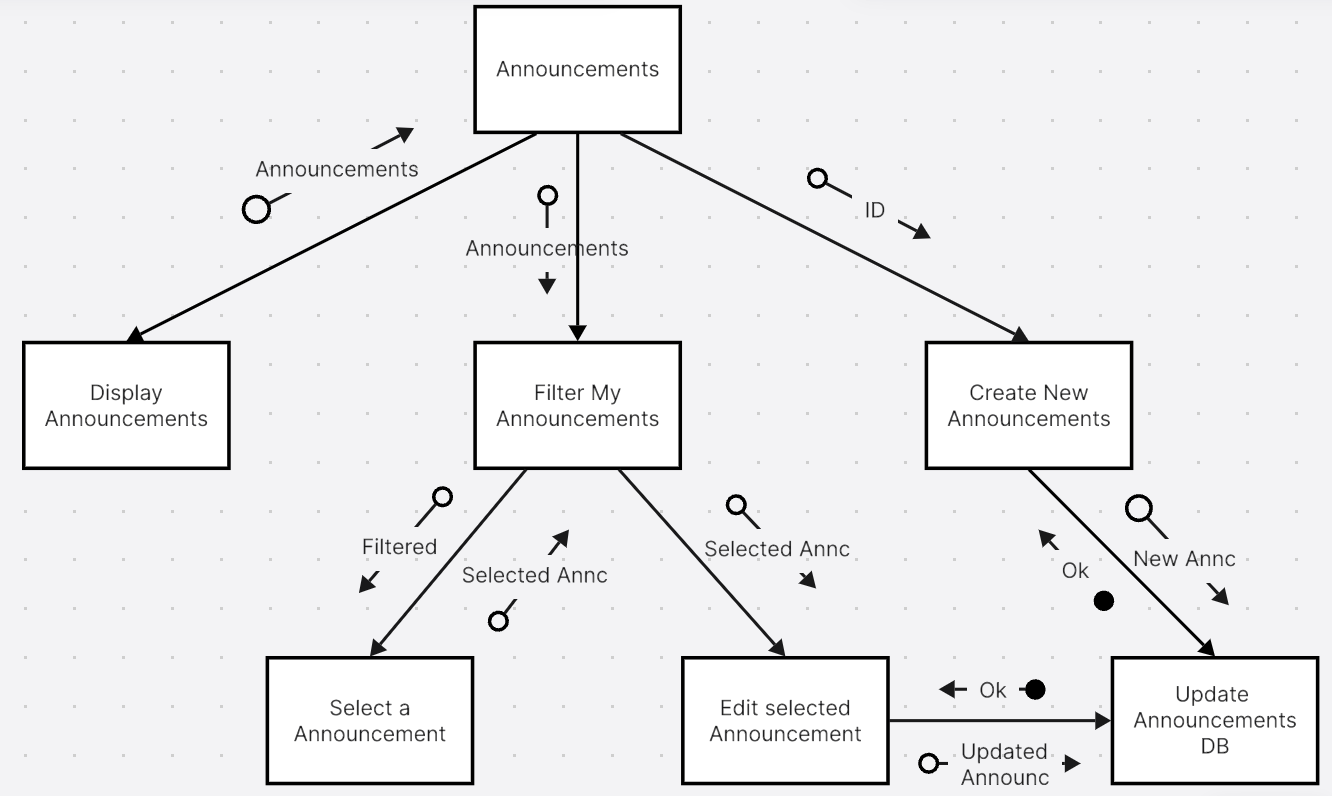 Announcements
Announcements
ID
Announcements
Display
Announcements
Filter My
Announcements
Create New
Announcements
Filtered
Selected Annc
Selected Annc
Ok
New Annc
Select a
Announcement
Edit selected
Announcement
Ok
Updated
Announc
Update
Announcements
DB